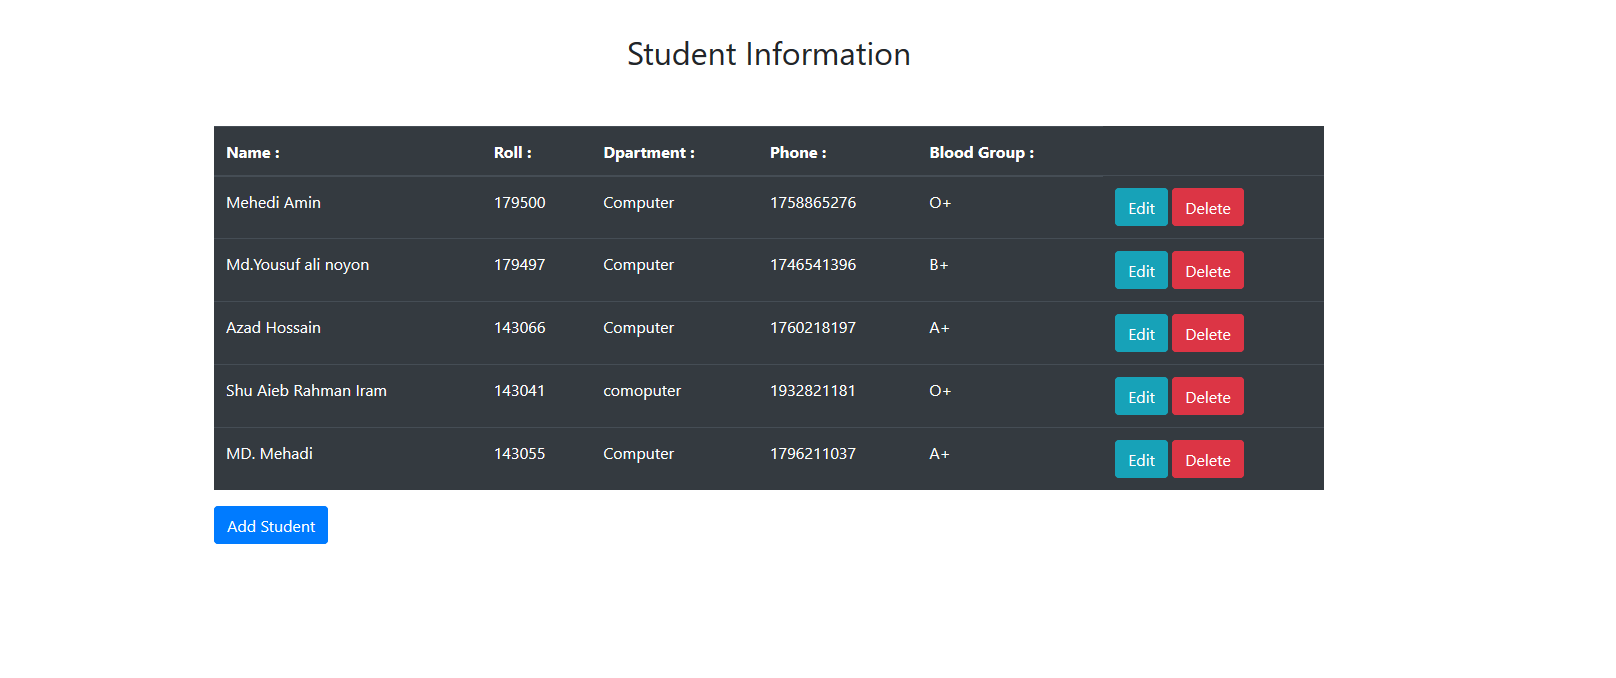 Student Information
Name : Roll : Dpartment : Phone : Blood Group :
Mehedi Amin 179500 Computer 1758865276 O+ Edit Delete
Md.Yousuf ali noyon 179497 Computer 1746541396 B+ Edit Delete
Azad Hossain 143066 Computer 1760218197 A+ Edit Delete
Shu Aieb Rahman Iram 143041 comoputer 1932821181 O+ Edit Delete
MD. Mehadi 143055 Computer 1796211037 A+ Edit Delete
Add Student